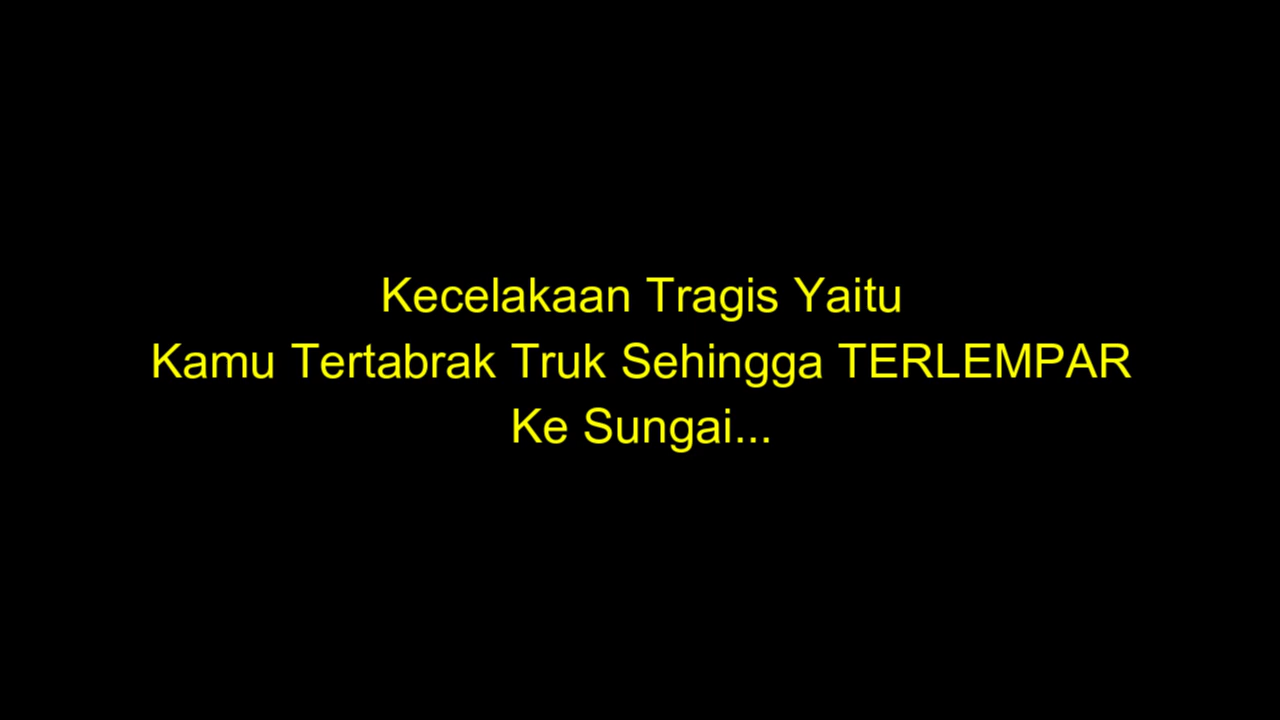 Kecelakaan Tragis Yaitu
Kamu Tertabrak Truk Sehingga TERLEMPAR
Ke Sungai...